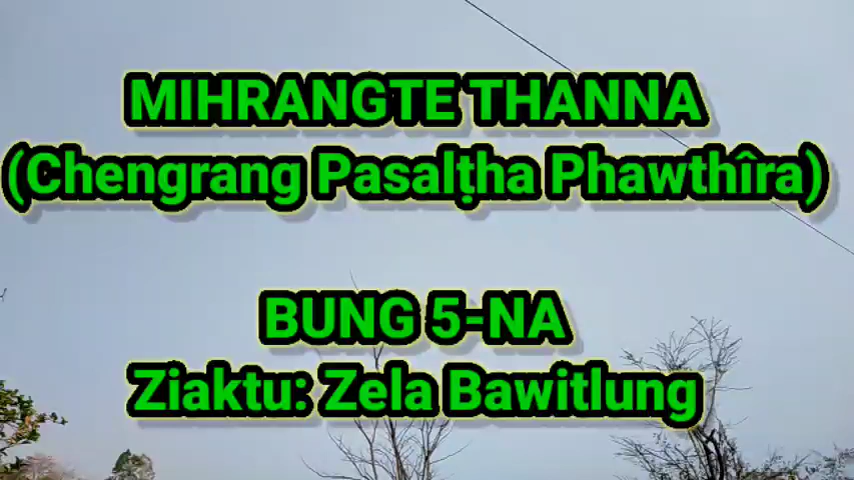 MIHRANGTE THANNA
(Chengrang Pasalṭha Phawthîra)
BUNG 5-NA
Ziaktu: Zela Bawitlung